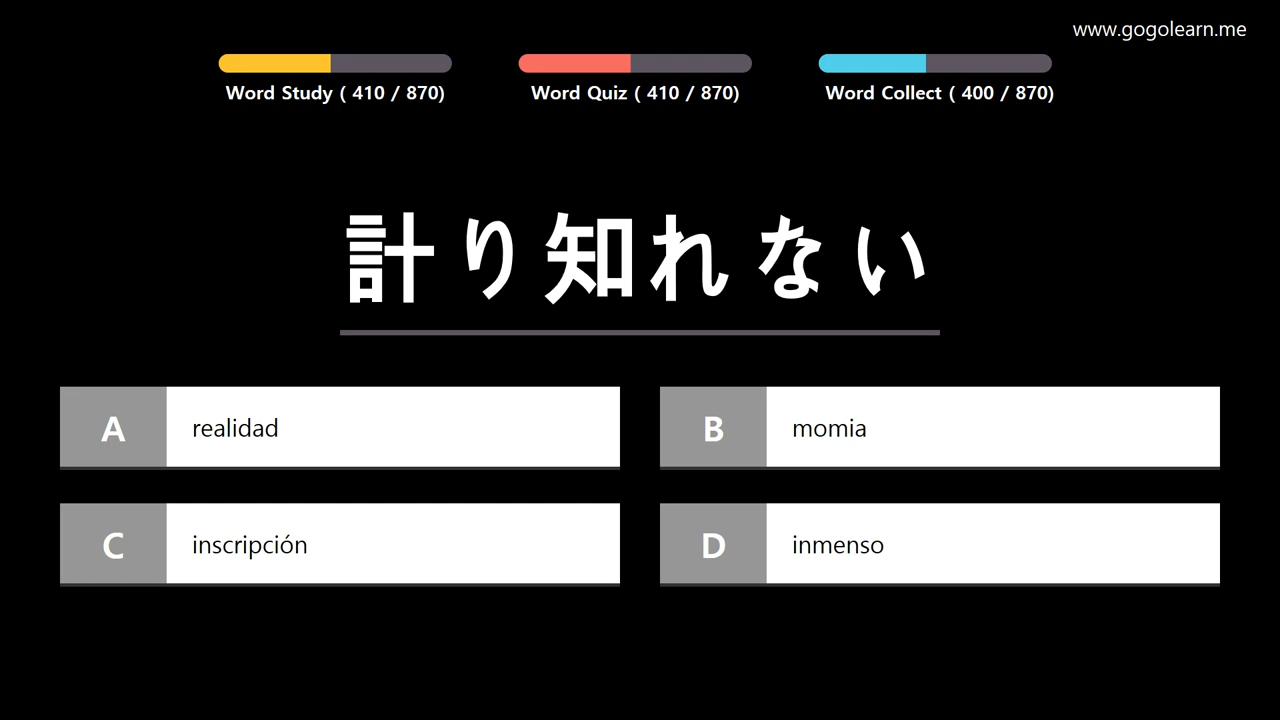 www.gogolearn.me
Word Study ( 410 / 870)
Word Quiz ( 410 / 870)
Word Collect ( 400 / 870)
計り知れない
A realidad
B momia
C inscripción
D inmenso